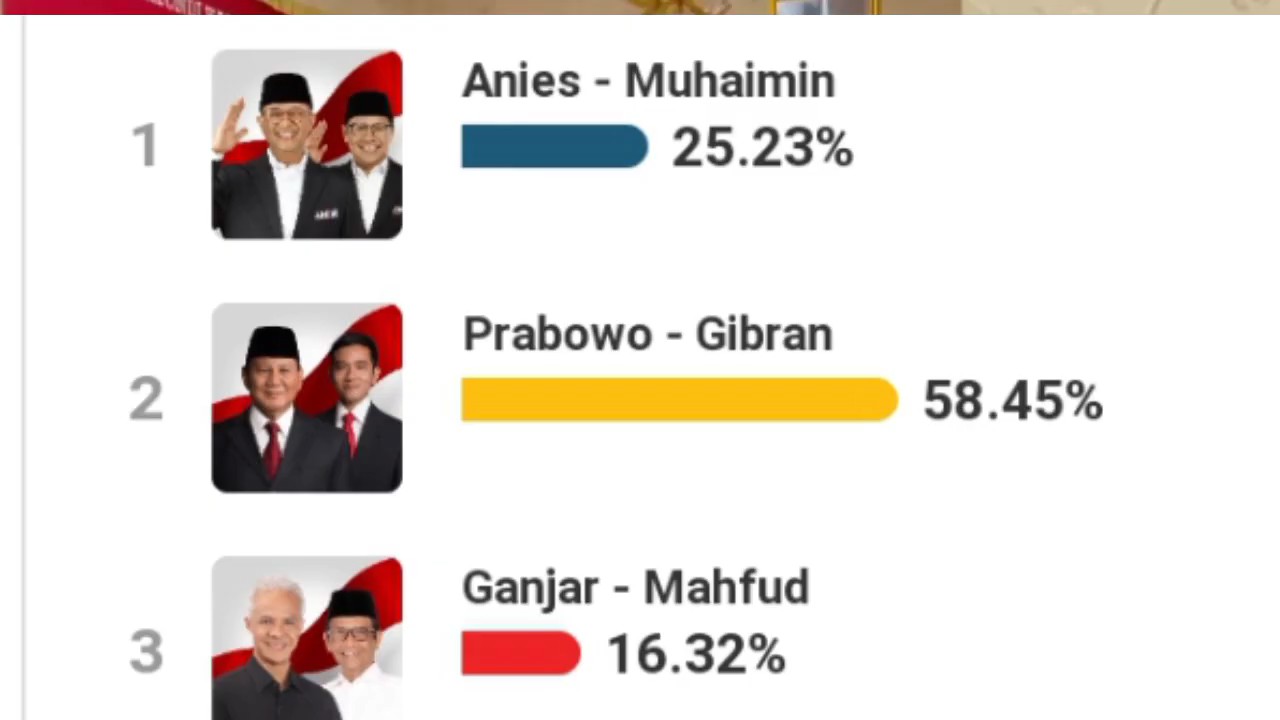 1
Anies - Muhaimin
25.23%
2
Prabowo - Gibran
58.45%
3
Ganjar - Mahfud
16.32%